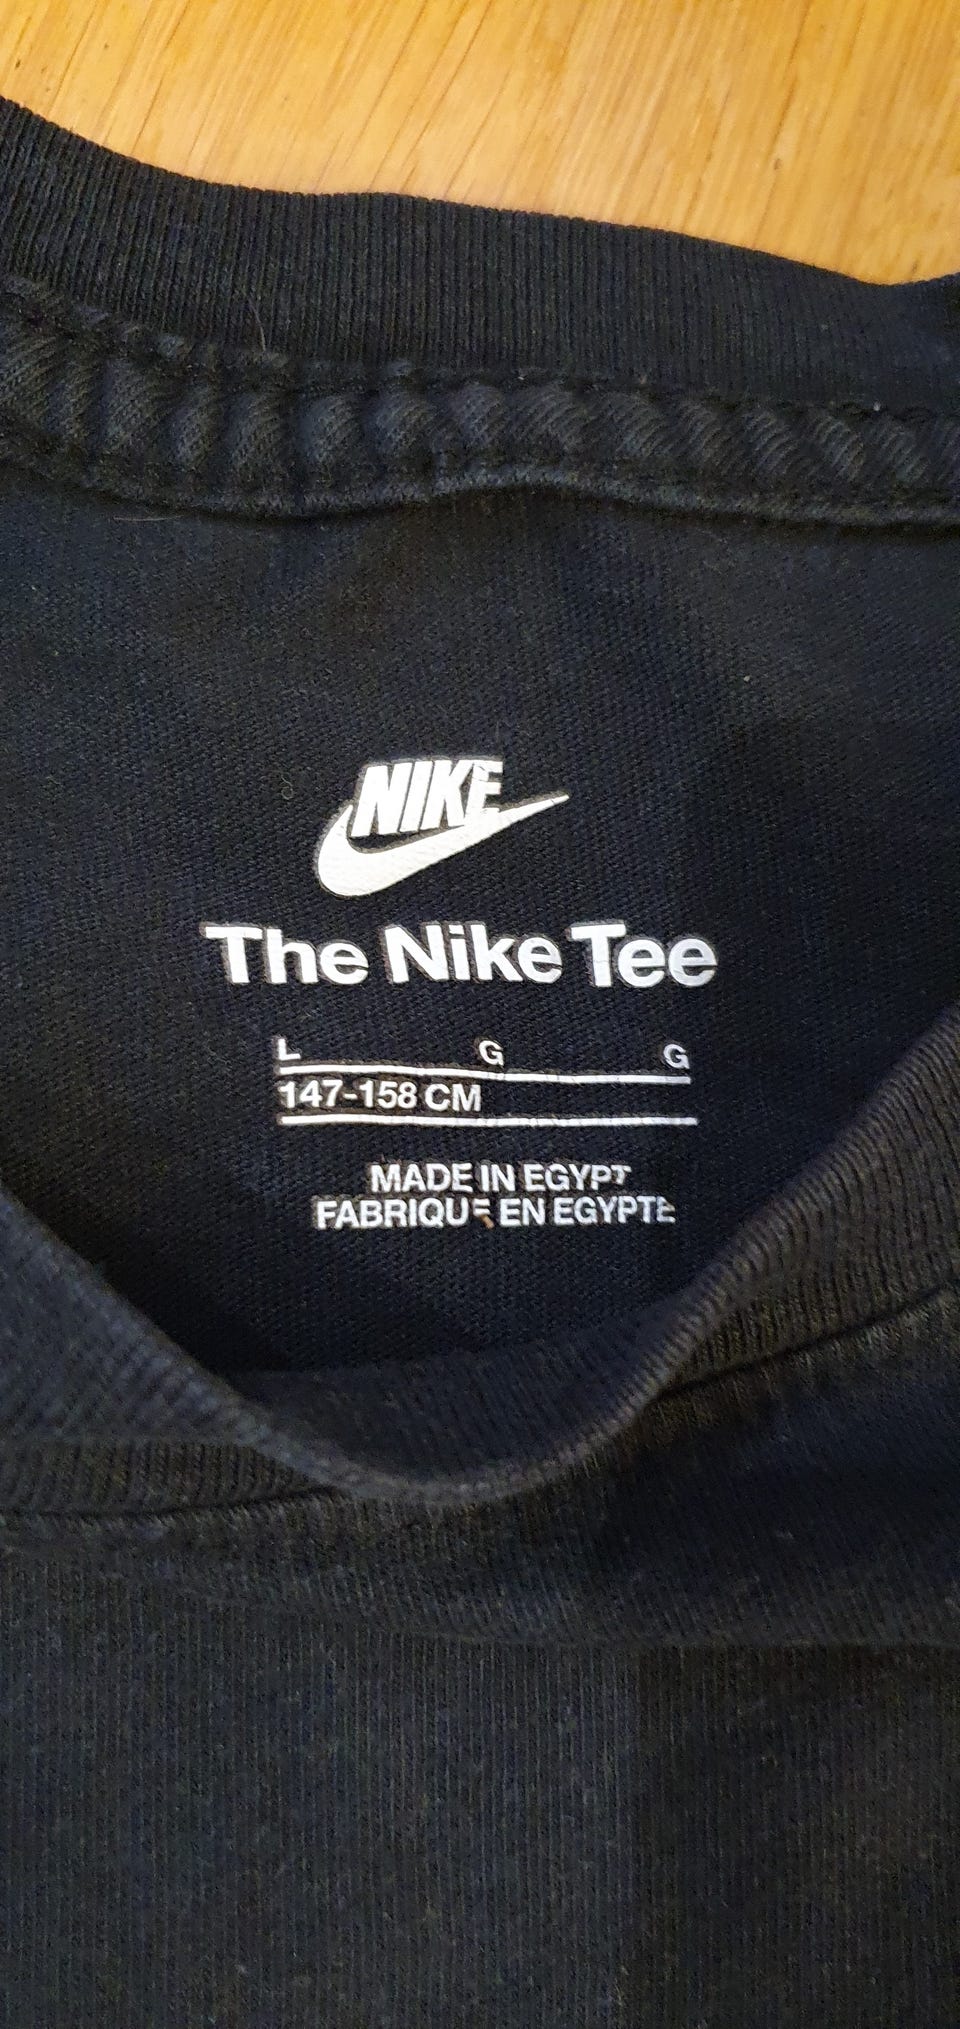 NIKE
The Nike Tee
L G G
147-158 CM
MADE IN EGYPT
FABRIQUE EN EGYPTE